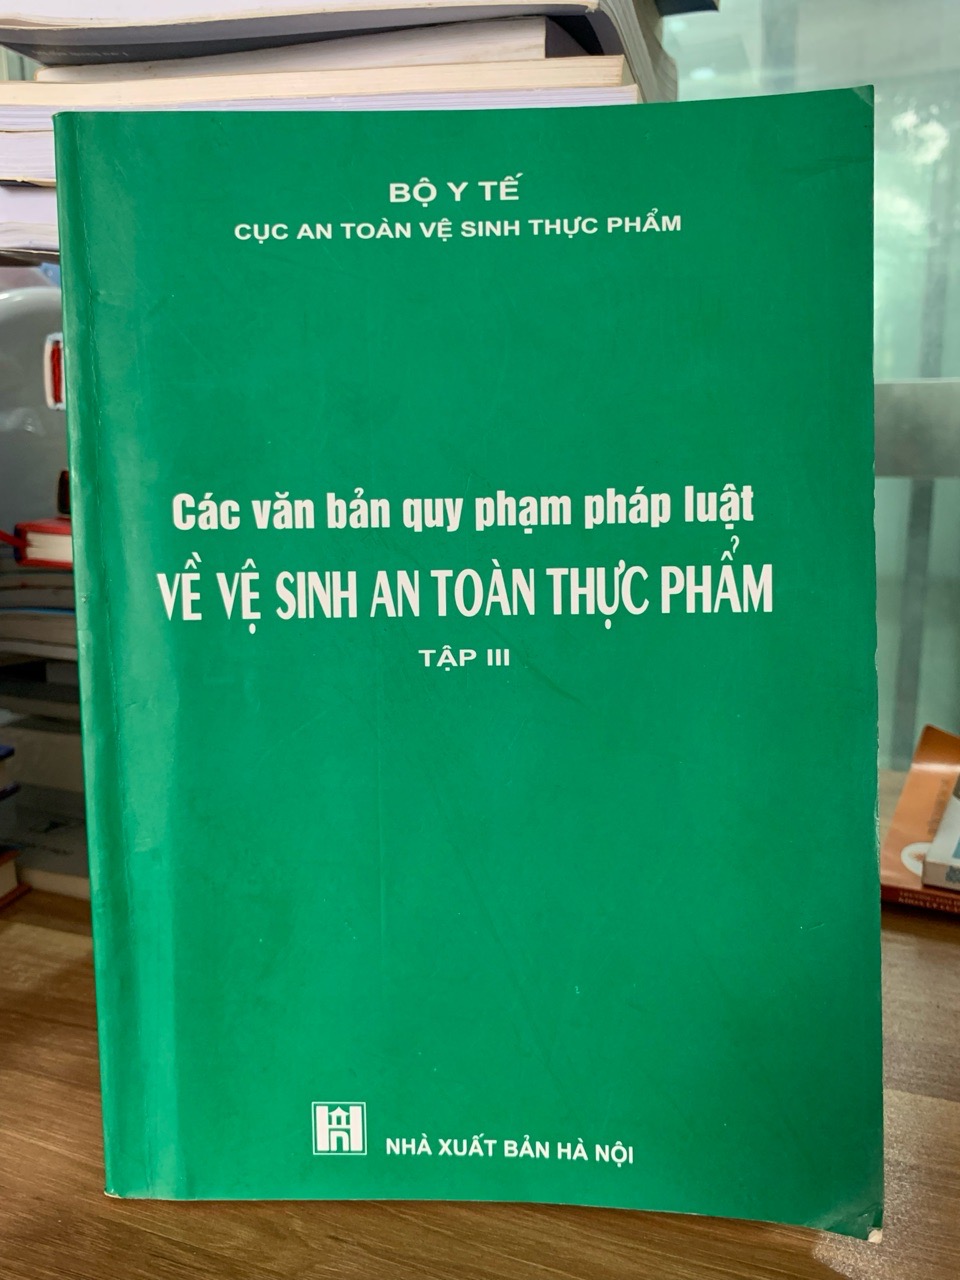 BỘ Y TẾ
CỤC AN TOÀN VỆ SINH THỰC PHẨM
Các văn bản quy phạm pháp luật
VỀ VỆ SINH AN TOÀN THỰC PHẨM
TẬP III
NHÀ XUẤT BẢN HÀ NỘI